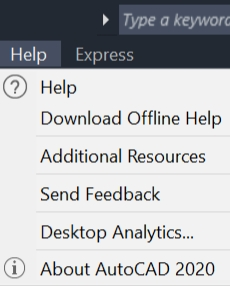 Type a keyword
Help Express
Help
Download Offline Help
Additional Resources
Send Feedback
Desktop Analytics...
About AutoCAD 2020